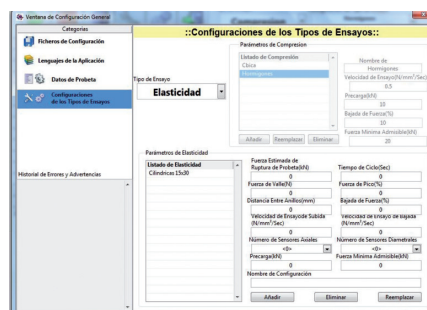 Ventana de Configuración General
Categorias
Ficheros de Configuración
Lenguajes de la Aplicación
Datos de Probeta
Configuraciones
de los Tipos de Ensayos
Historial de Errores y Advertencias
::Configuraciones de los Tipos de Ensayos::
Tipo de Ensayo
Elasticidad
Parámetros de Compresion
Listado de Compresión
Cbica
Hormigones
Nombre de
Hormigones
Velocidad de Ensayo(N/mm²/Sec)
0.5
Precarga(kN)
10
Bajada de Fuerza(%)
10
Fuerza Minima Admisible(kN)
20
Añadir
Reemplazar
Eliminar
Parámetros de Elasticidad
Listado de Elasticidad
Cilindricas 15x30
Fuerza Estimada de
Ruptura de Probeta(kN)
0
Tiempo de Ciclo(Sec)
0
Fuerza de Valle(N)
0
Fuerza de Pico(%)
0
Distancia Entre Anillos(mm)
0
Bajada de Fuerza(%)
0
Velocidad de Ensayode Subida
(N/mm²/Sec)
0
Velocidad de Ensayo de Bajada
(N/mm²/Sec)
0
Número de Sensores Axiales
<0>
Número de Sensores Diametrales
<0>
Precarga(kN)
0
Fuerza Minima Admisible(kN)
0
Nombre de Configuración
Añadir
Eliminar
Reemplazar